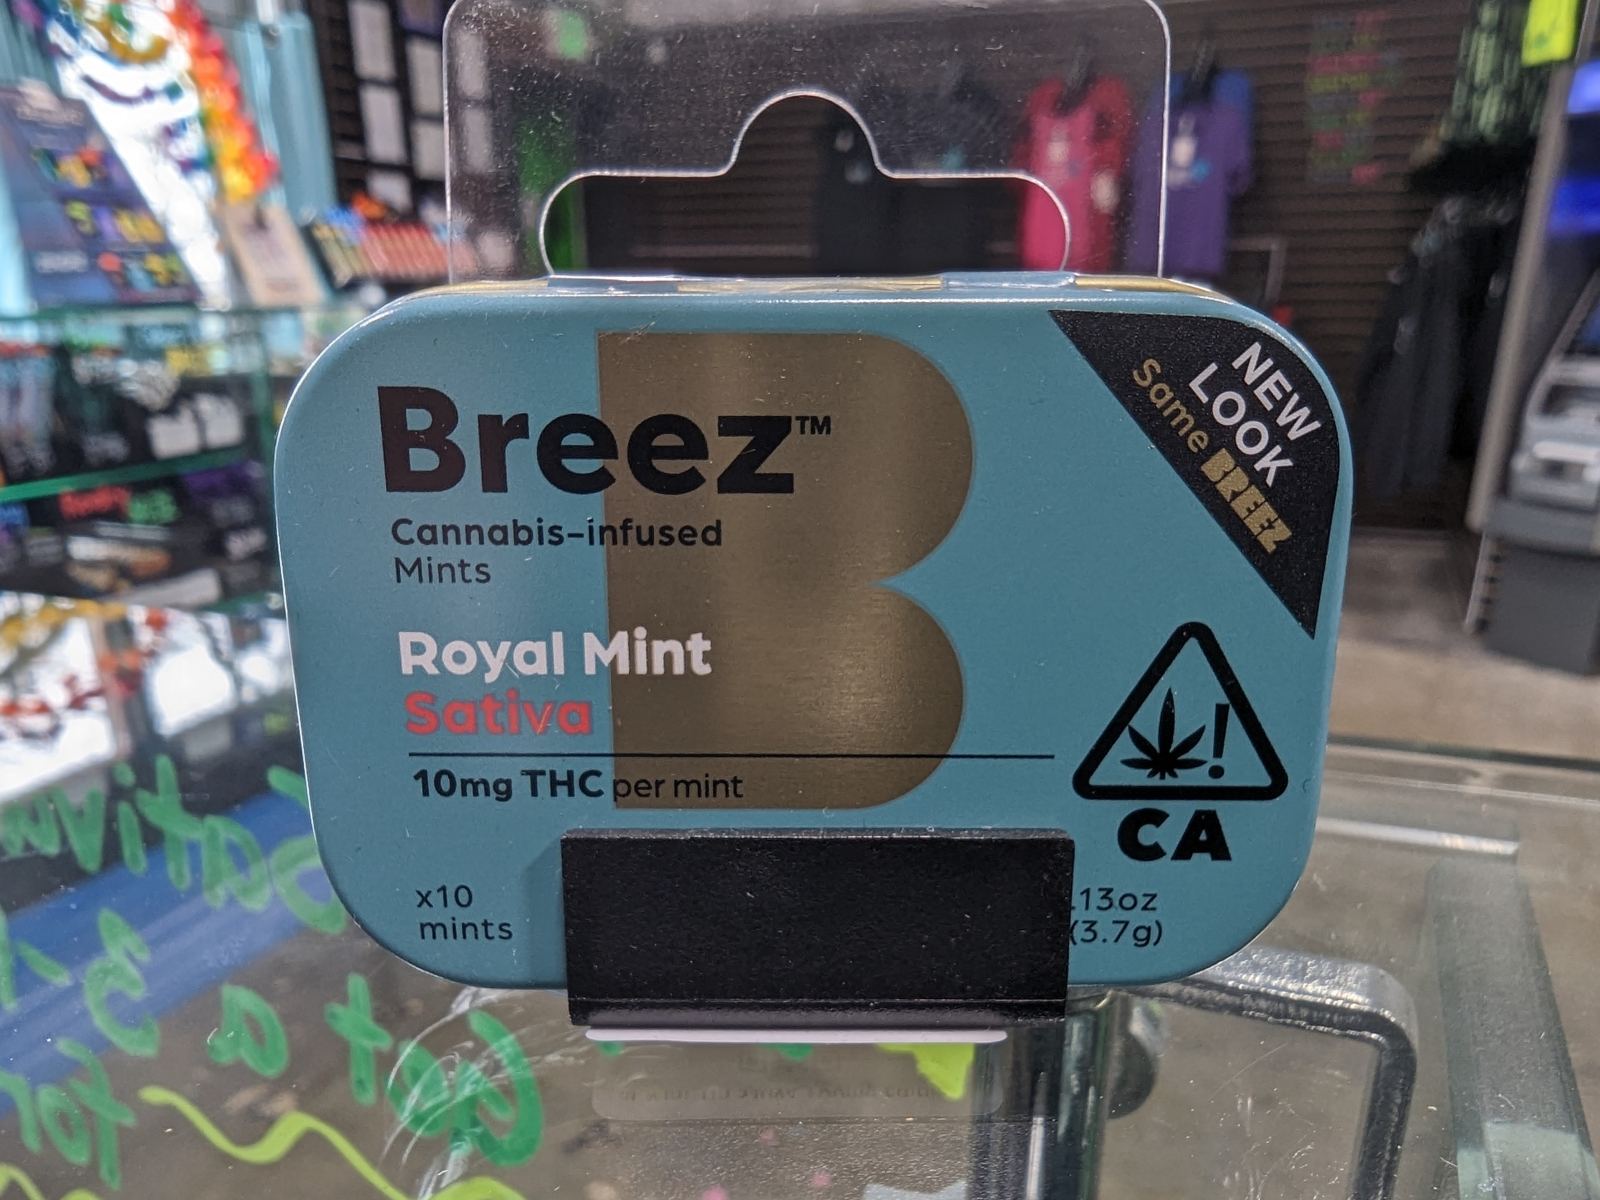 Breez™
Cannabis-infused
Mints
Royal Mint
Sativa
10mg THC per mint
x10
mints
NEW
LOOK
Same BREEZ
!
CA
.13oz
(3.7g)
Get a